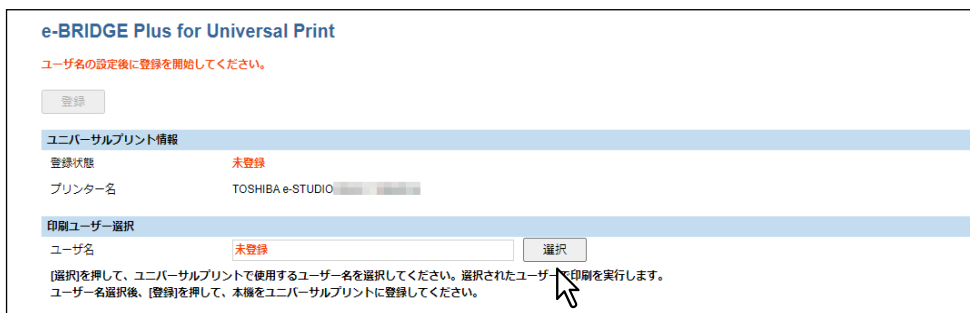 e-BRIDGE Plus for Universal Print
ユーザ名の設定後に登録を開始してください。
登録
ユニバーサルプリント情報
登録状態 未登録
プリンター名 TOSHIBA e-STUDIO
印刷ユーザー選択
ユーザ名 未登録 選択
[選択]を押して、ユニバーサルプリントで使用するユーザー名を選択してください。選択されたユーザーで印刷を実行します。
ユーザー名選択後、[登録]を押して、本機をユニバーサルプリントに登録してください。